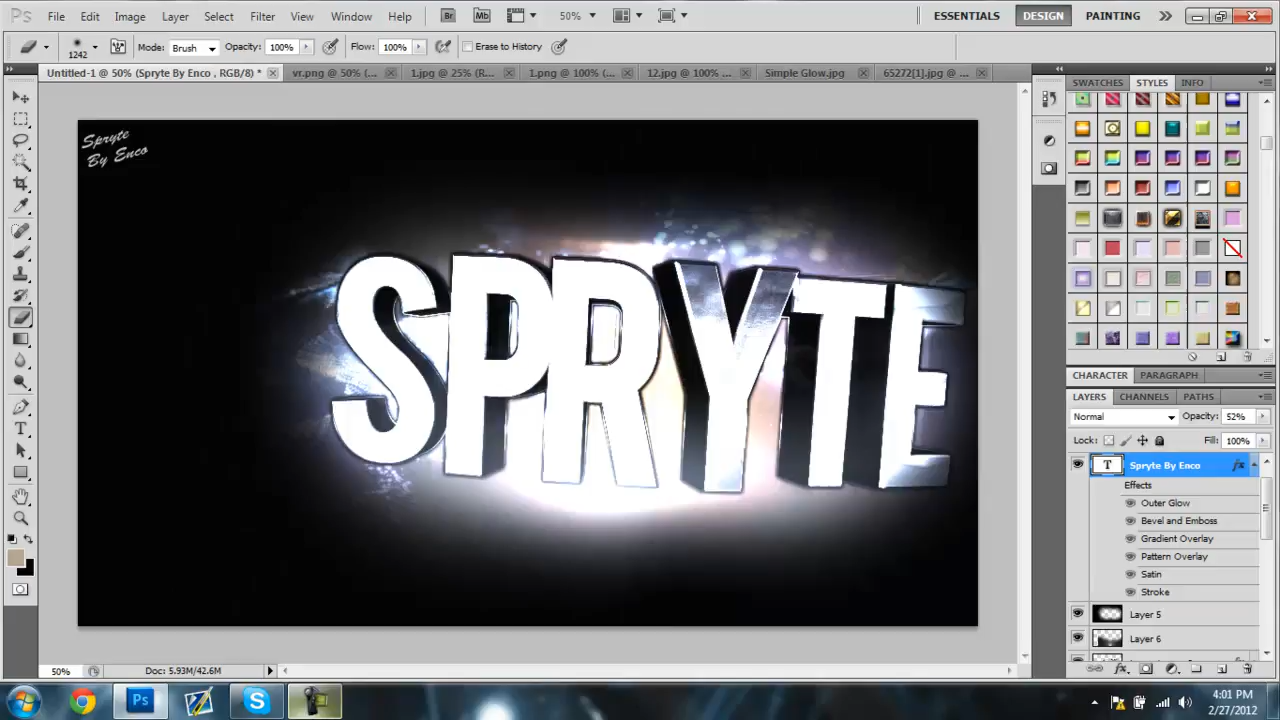 Ps File Edit Image Layer Select Filter View Window Help Br Mb 50% ESSENTIALS DESIGN PAINTING
1242 Mode: Brush Opacity: 100% Flow: 100% Erase to History
Untitled-1 @ 50% (Spryte By Enco , RGB/8) * vr.png @ 50% (... 1.jpg @ 25% (R... 1.png @ 100% (... 12.jpg @ 100% ... Simple Glow.jpg 65272[1].jpg @ ...
SWATCHES STYLES INFO
Spryte
By Enco
SPRYTE
CHARACTER PARAGRAPH
LAYERS CHANNELS PATHS
Normal Opacity: 52%
Lock: Fill: 100%
T Spryte By Enco fx
Effects
Outer Glow
Bevel and Emboss
Gradient Overlay
Pattern Overlay
Satin
Stroke
Layer 5
Layer 6
50% Doc: 5.93M/42.6M
Ps S 4:01 PM
2/27/2012